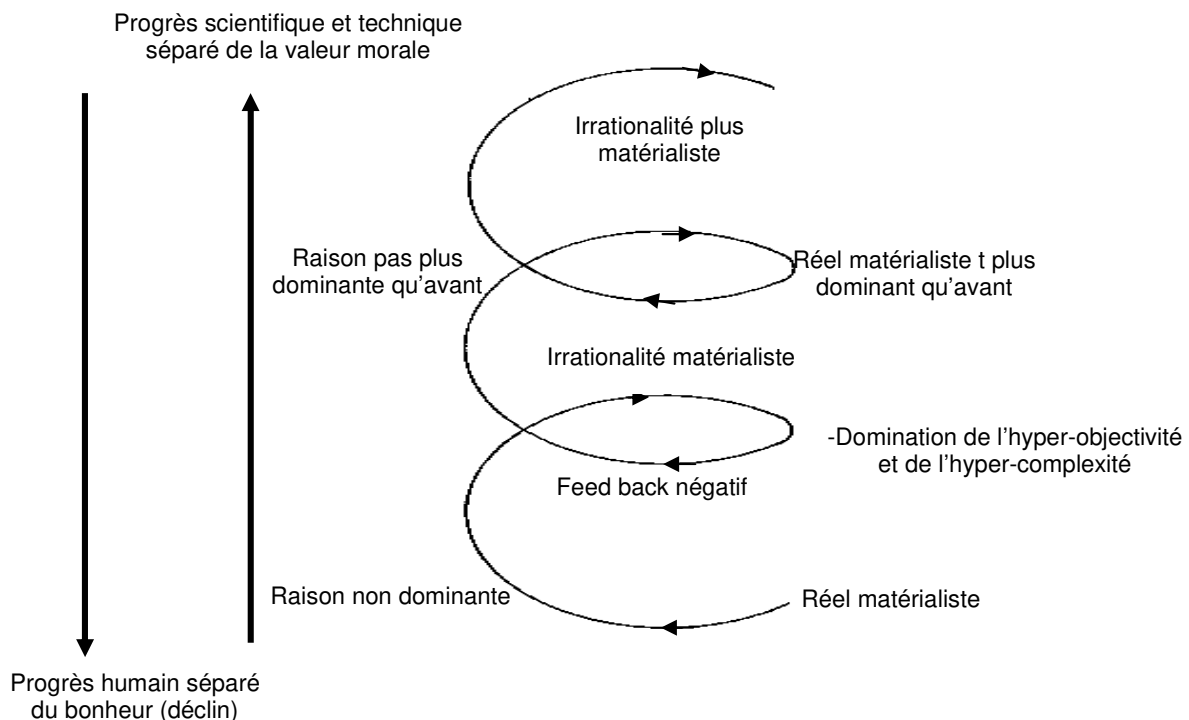 Progrès scientifique et technique
séparé de la valeur morale
Irrationalité plus
matérialiste
Raison pas plus
dominante qu’avant
Réel matérialiste t plus
dominant qu’avant
Irrationalité matérialiste
-Domination de l’hyper-objectivité
et de l’hyper-complexité
Feed back négatif
Raison non dominante
Réel matérialiste
Progrès humain séparé
du bonheur (déclin)